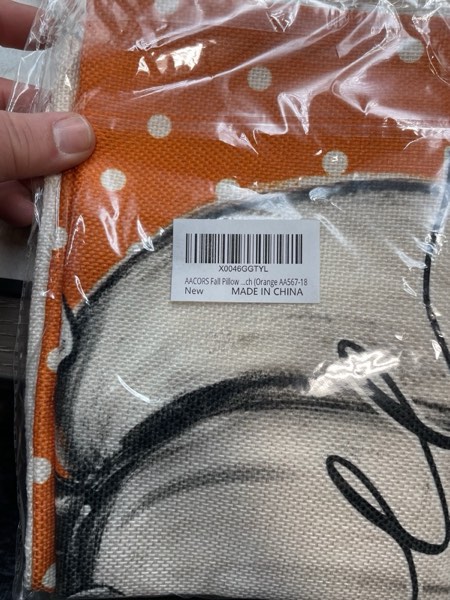 X0046GGTYL
AACORS Fall Pillow ...ch (Orange AA567-18
New MADE IN CHINA